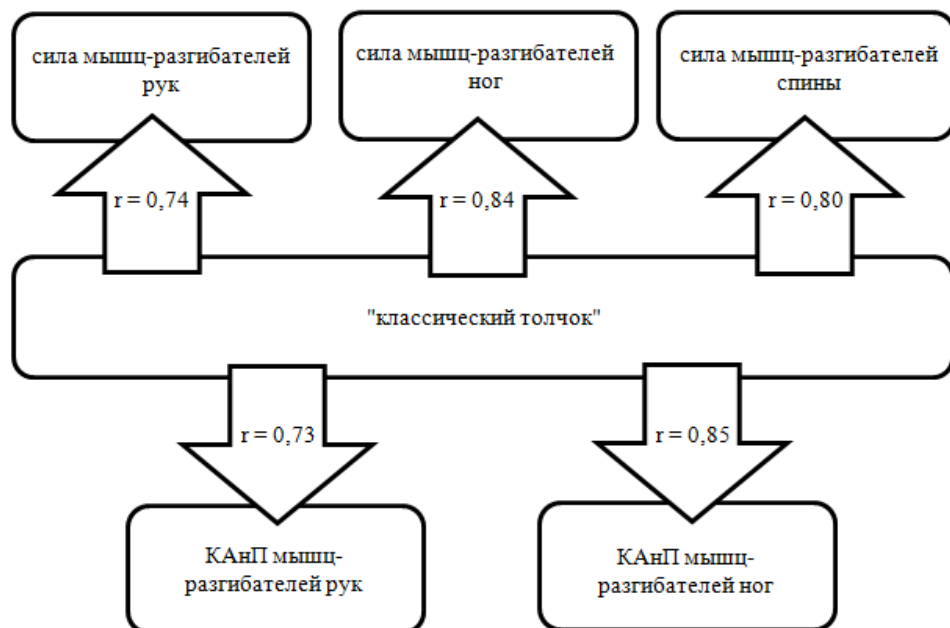 сила мышц-разгибателей
рук
сила мышц-разгибателей
ног
сила мышц-разгибателей
спины
r = 0,74
r = 0,84
r = 0,80
"классический толчок"
r = 0,73
r = 0,85
КАнП мышц-
разгибателей рук
КАнП мышц-
разгибателей ног